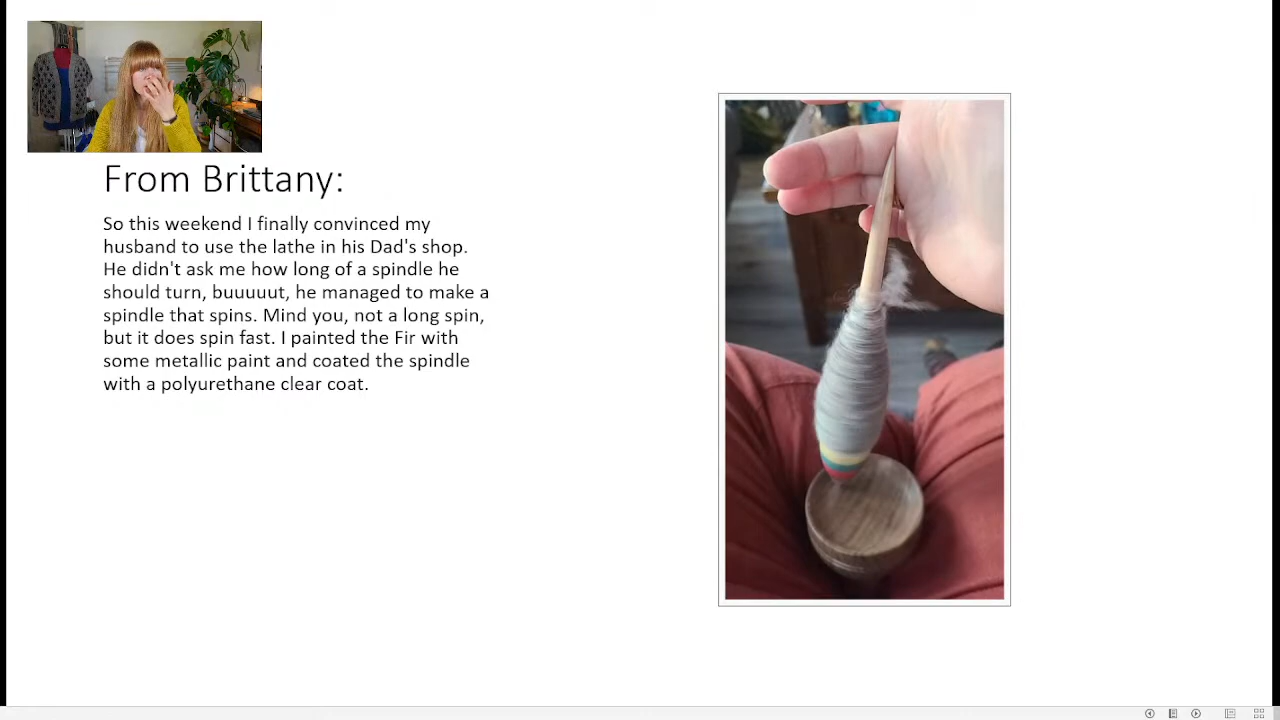 From Brittany:
So this weekend I finally convinced my
husband to use the lathe in his Dad's shop.
He didn't ask me how long of a spindle he
should turn, buuuuut, he managed to make a
spindle that spins. Mind you, not a long spin,
but it does spin fast. I painted the Fir with
some metallic paint and coated the spindle
with a polyurethane clear coat.